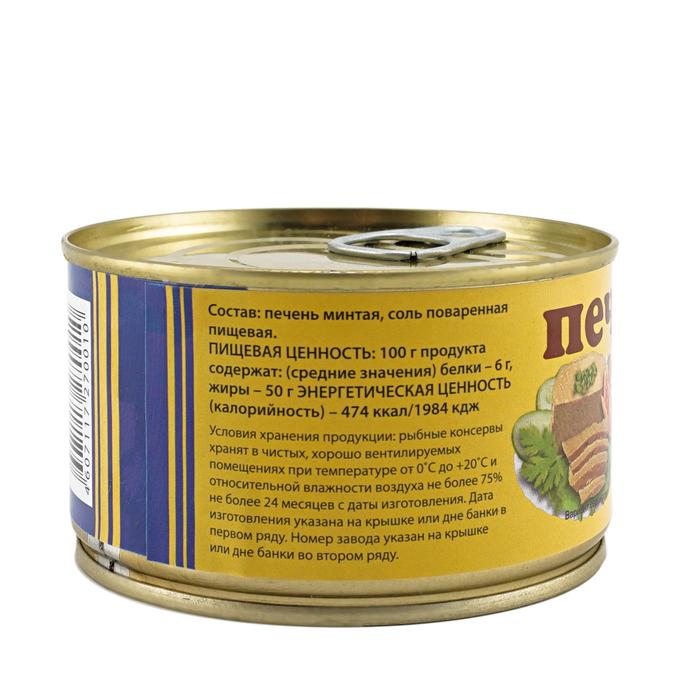 Состав: печень минтая, соль поваренная
пищевая.
ПИЩЕВАЯ ЦЕННОСТЬ: 100 г продукта
содержат: (средние значения) белки – 6 г,
жиры – 50 г ЭНЕРГЕТИЧЕСКАЯ ЦЕННОСТЬ
(калорийность) – 474 ккал/1984 кдж
Условия хранения продукции: рыбные консервы
хранят в чистых, хорошо вентилируемых
помещениях при температуре от 0˚С до +20˚С и
относительной влажности воздуха не более 75%
не более 24 месяцев с даты изготовления. Дата
изготовления указана на крышке или дне банки в
первом ряду. Номер завода указан на крышке
или дне банки во втором ряду.
печ
4607117270010